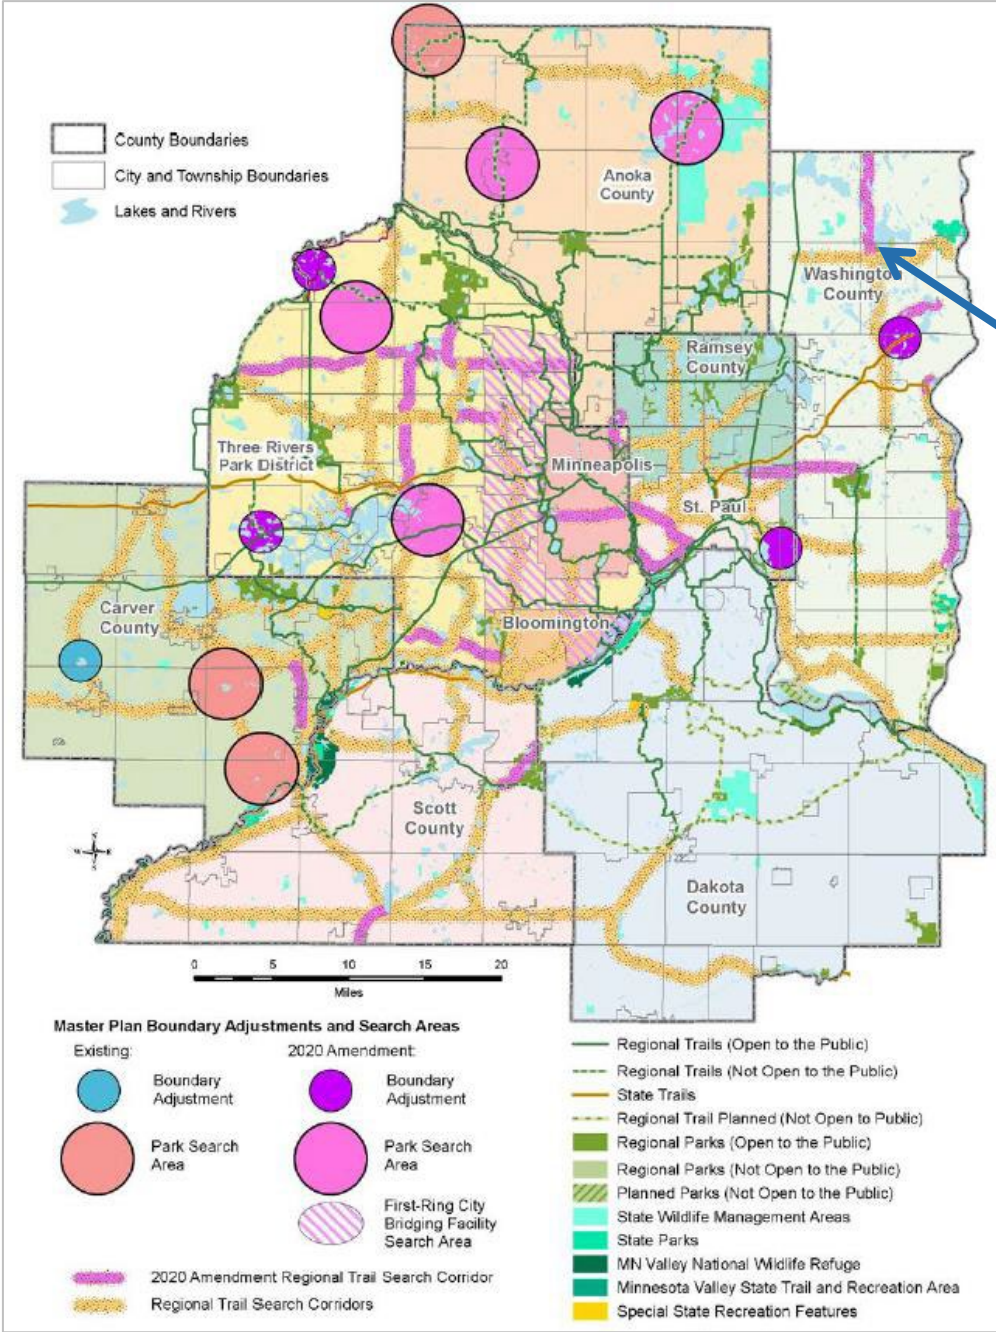 County Boundaries
City and Township Boundaries
Lakes and Rivers
Anoka
County
Washington
County
Ramsey
County
Three Rivers
Park District
Minneapolis
St. Paul
Carver
County
Bloomington
Scott
County
Dakota
County
N
W
E
S
0 5 10 15 20
Miles
Master Plan Boundary Adjustments and Search Areas
Existing:
Boundary
Adjustment
Park Search
Area
2020 Amendment:
Boundary
Adjustment
Park Search
Area
First-Ring City
Bridging Facility
Search Area
2020 Amendment Regional Trail Search Corridor
Regional Trail Search Corridors
Regional Trails (Open to the Public)
Regional Trails (Not Open to the Public)
State Trails
Regional Trail Planned (Not Open to Public)
Regional Parks (Open to the Public)
Regional Parks (Not Open to the Public)
Planned Parks (Not Open to the Public)
State Wildlife Management Areas
State Parks
MN Valley National Wildlife Refuge
Minnesota Valley State Trail and Recreation Area
Special State Recreation Features